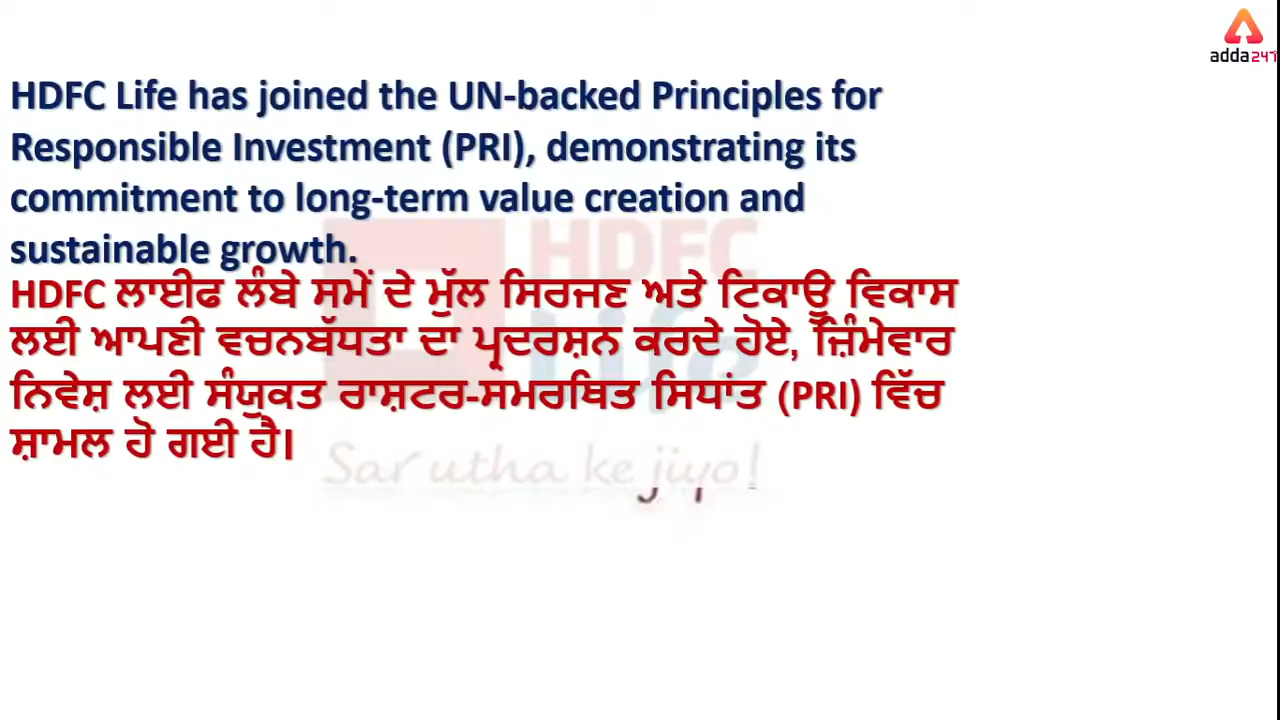 adda247
HDFC Life has joined the UN-backed Principles for
Responsible Investment (PRI), demonstrating its
commitment to long-term value creation and
sustainable growth.
HDFC ਲਾਈਫ ਲੰਬੇ ਸਮੇਂ ਦੇ ਮੁੱਲ ਸਿਰਜਣ ਅਤੇ ਟਿਕਾਊ ਵਿਕਾਸ
ਲਈ ਆਪਣੀ ਵਚਨਬੱਧਤਾ ਦਾ ਪ੍ਰਦਰਸ਼ਨ ਕਰਦੇ ਹੋਏ, ਜ਼ਿੰਮੇਵਾਰ
ਨਿਵੇਸ਼ ਲਈ ਸੰਯੁਕਤ ਰਾਸ਼ਟਰ-ਸਮਰਥਿਤ ਸਿਧਾਂਤ (PRI) ਵਿੱਚ
ਸ਼ਾਮਲ ਹੋ ਗਈ ਹੈ।
HDFC
Life
Sar utha ke jiyo!